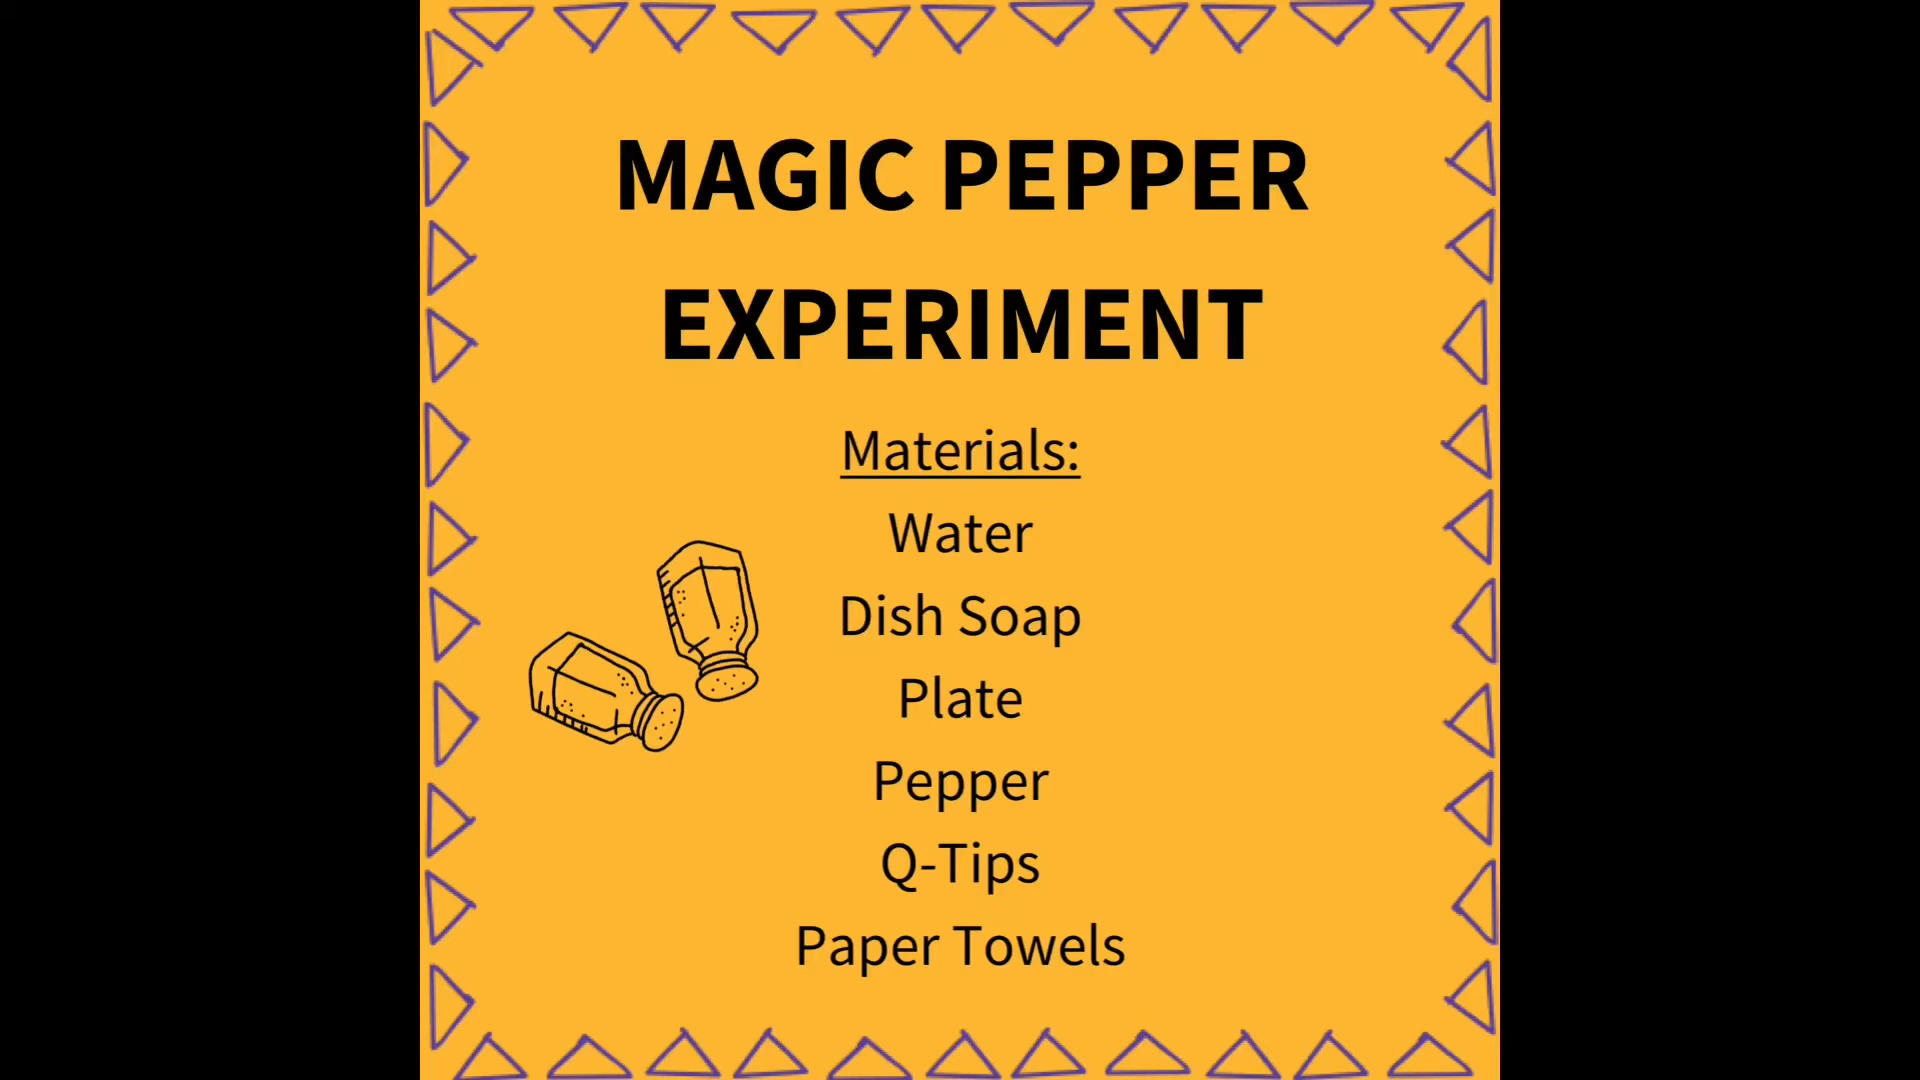 MAGIC PEPPER
EXPERIMENT
Materials:
Water
Dish Soap
Plate
Pepper
Q-Tips
Paper Towels